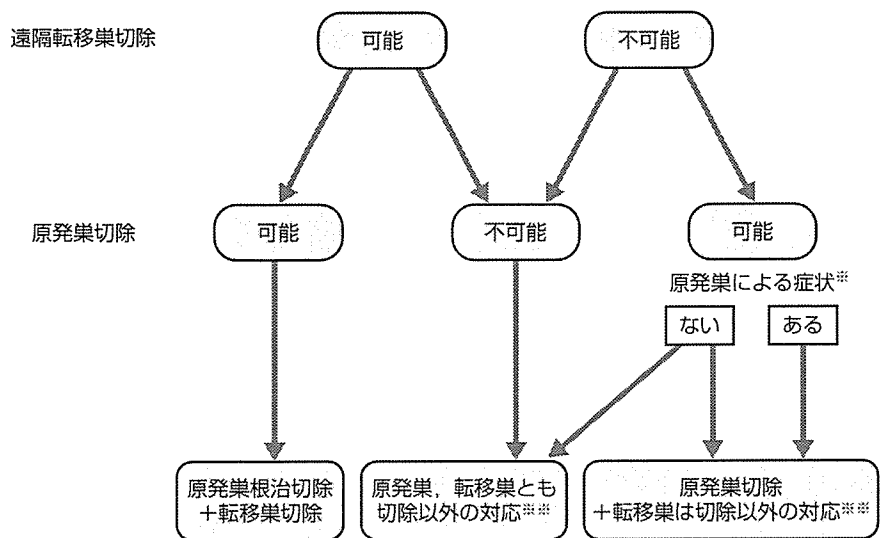 遠隔転移巣切除
可能
不可能
原発巣切除
可能
不可能
可能
原発巣による症状※
ない
ある
原発巣根治切除
＋転移巣切除
原発巣，転移巣とも
切除以外の対応※※
原発巣切除
＋転移巣は切除以外の対応※※